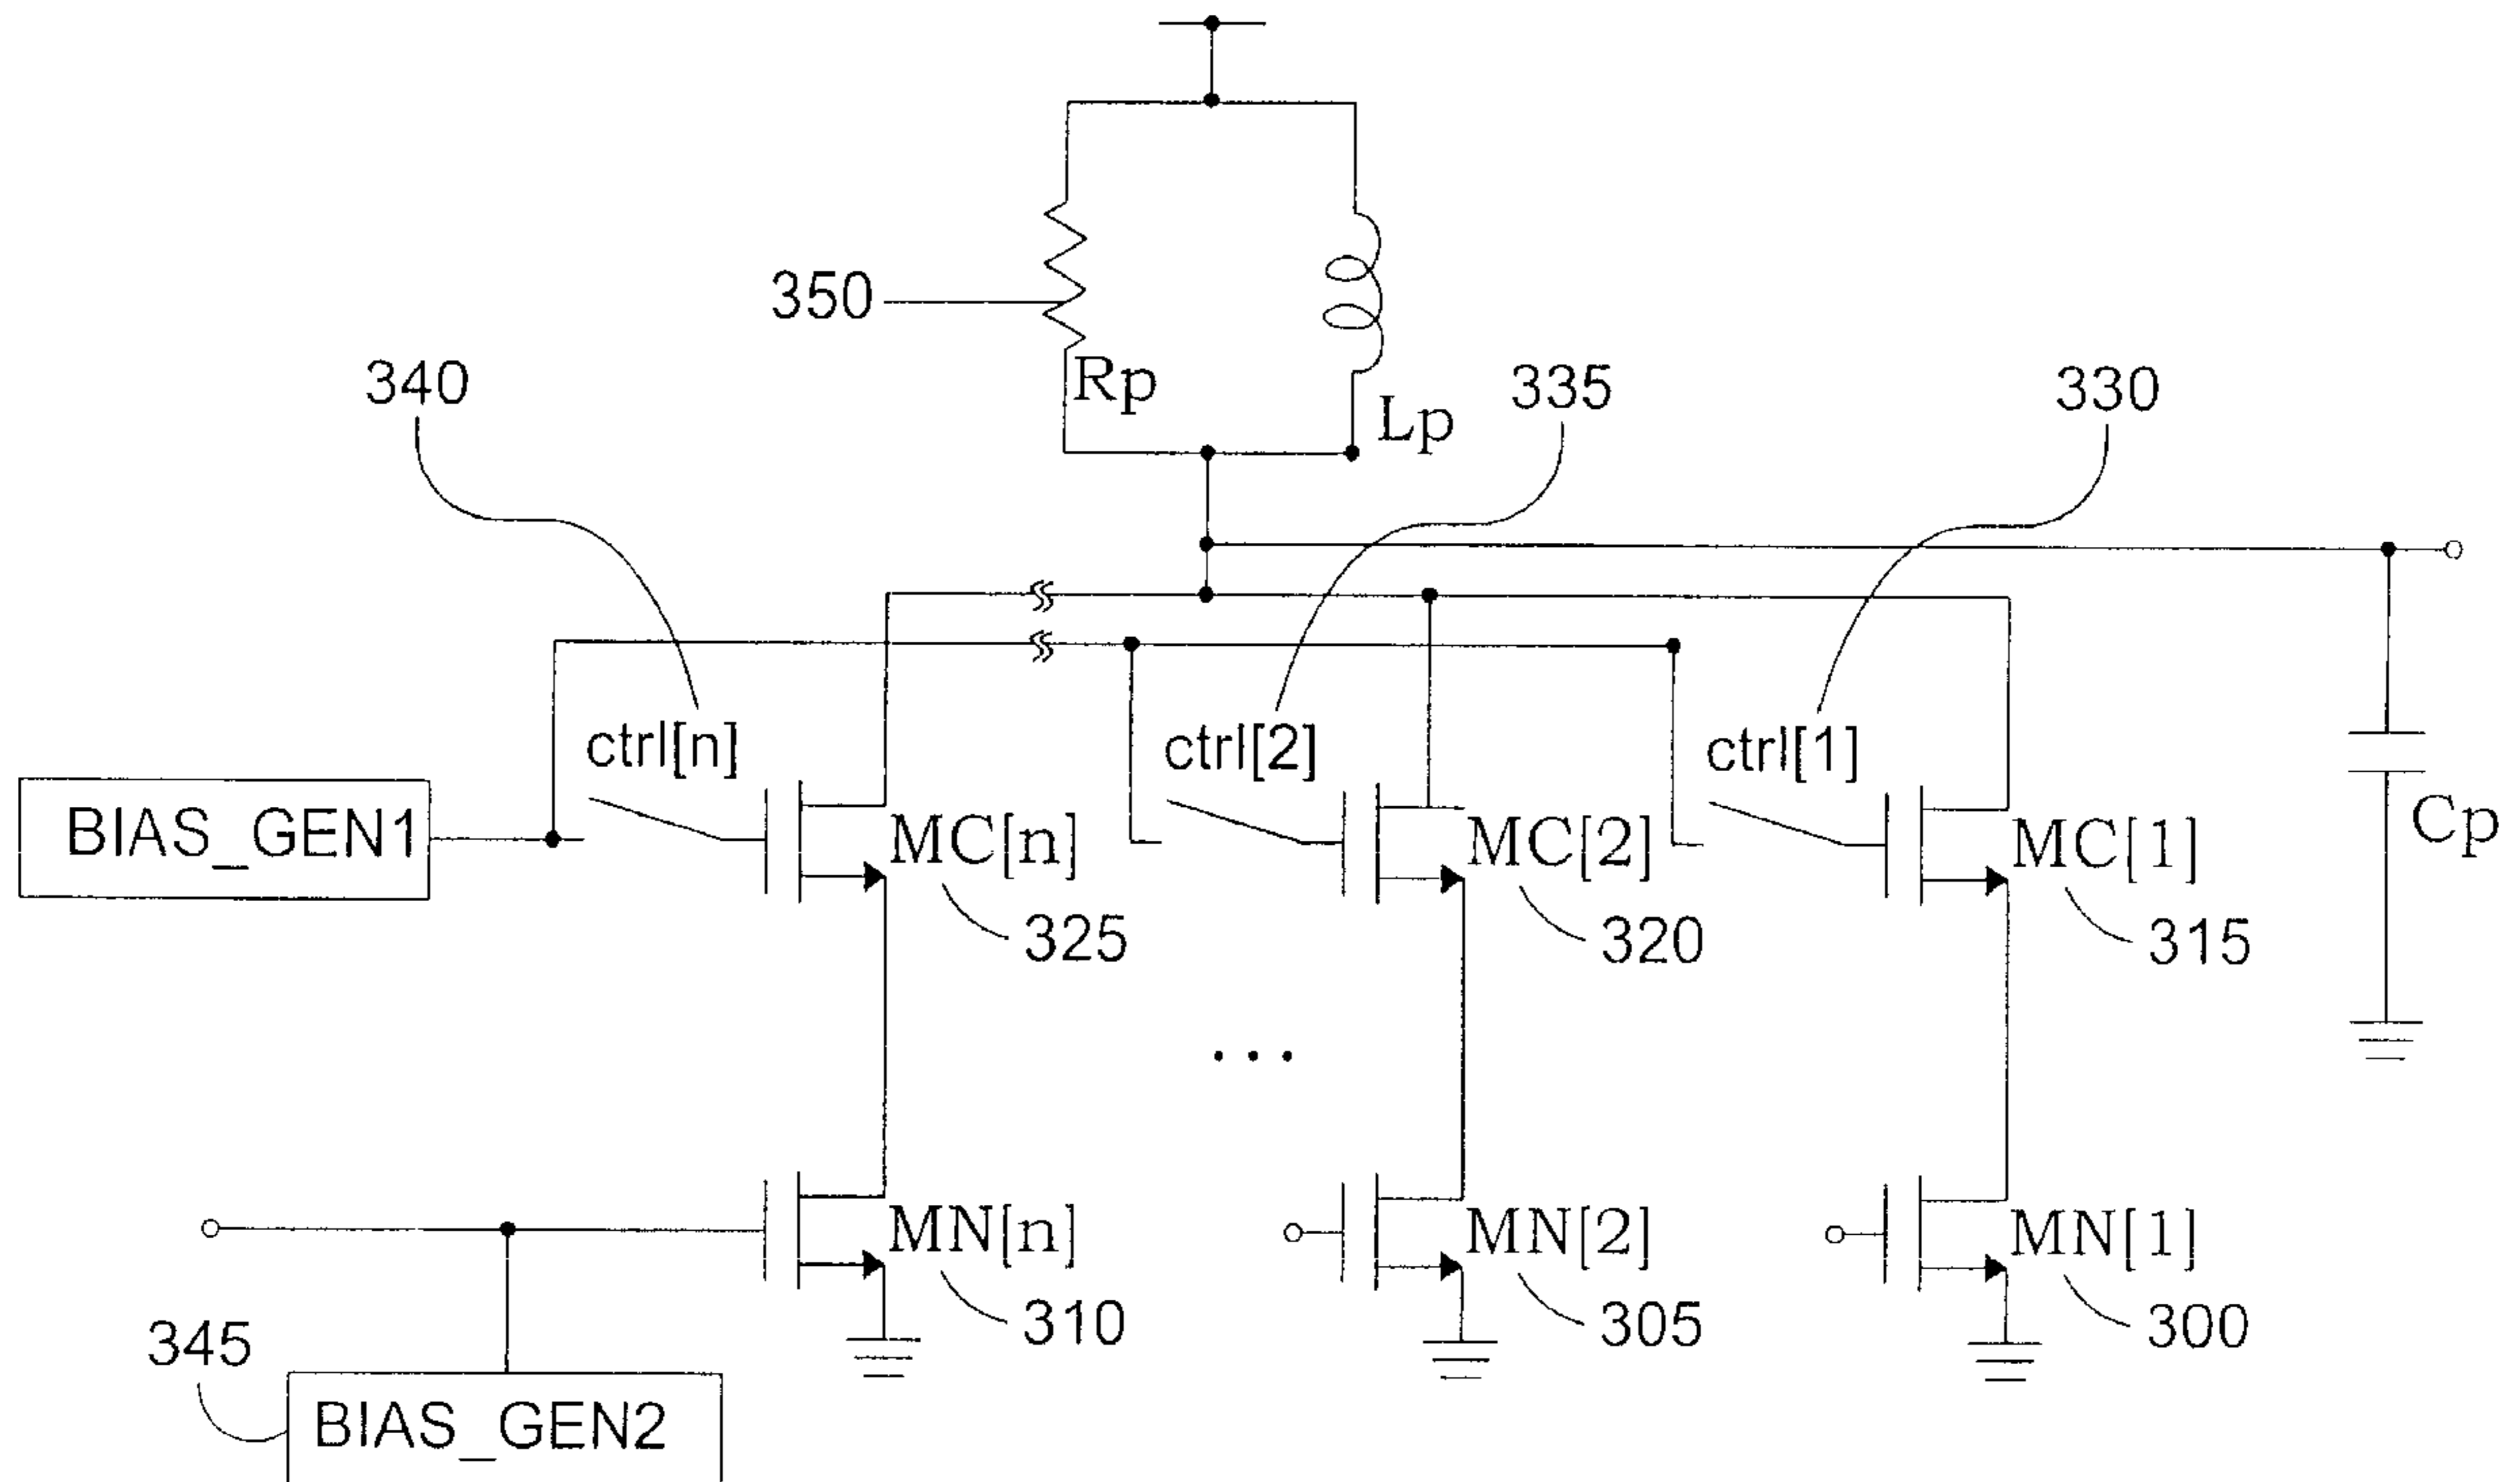 350
Rp
Lp
340
335
330
ctrl[n]
ctrl[2]
ctrl[1]
BIAS_GEN1
MC[n]
MC[2]
MC[1]
Cp
325
320
315
...
MN[n]
MN[2]
MN[1]
310
305
300
345
BIAS_GEN2